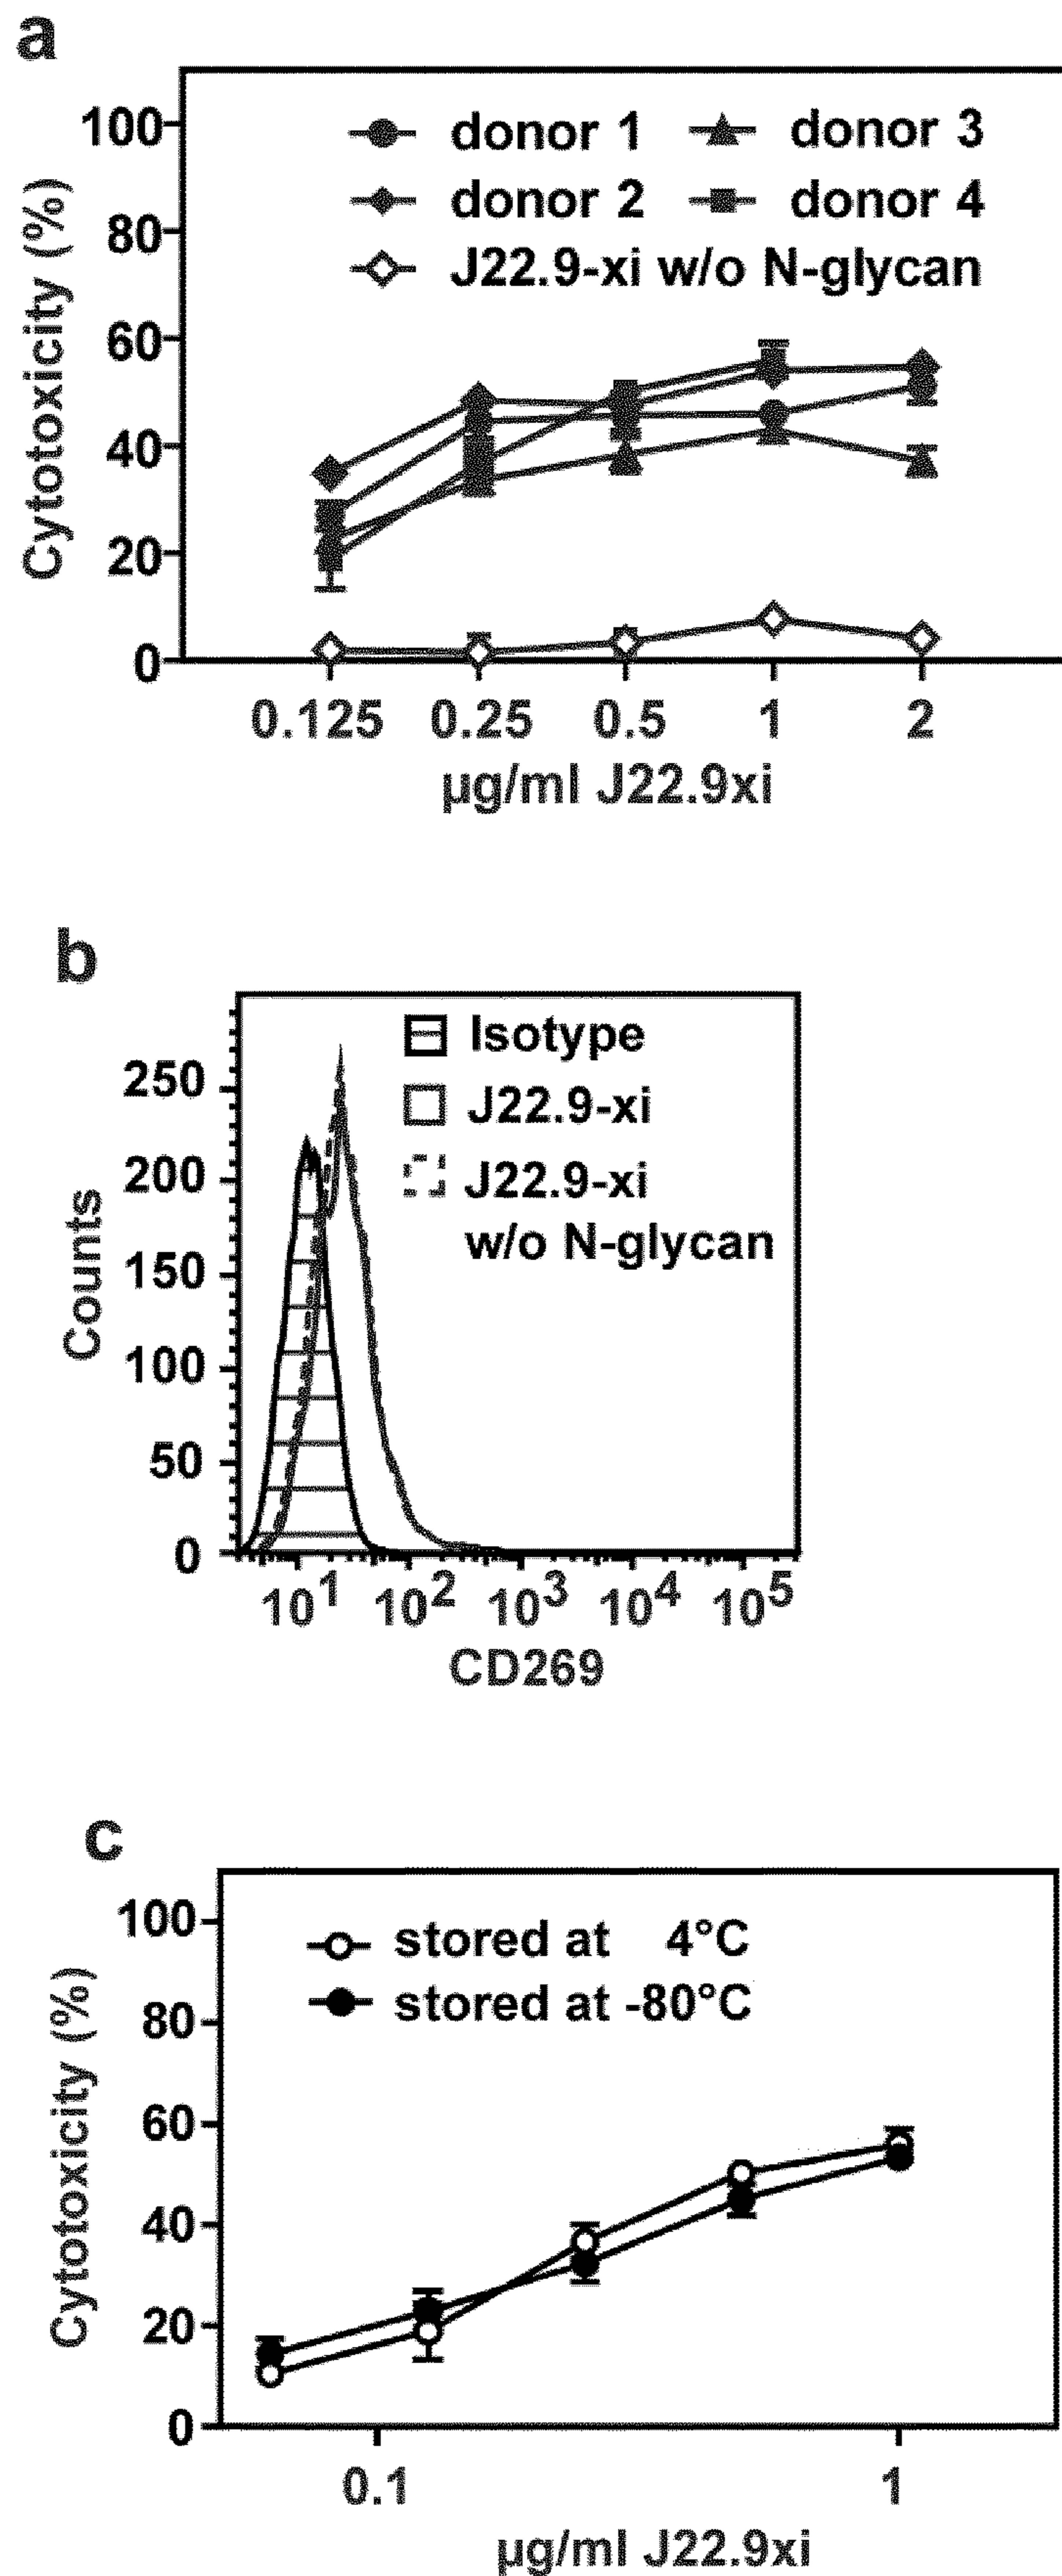 a
Cytotoxicity (%)
100
80
60
40
20
0
donor 1
donor 3
donor 2
donor 4
J22.9-xi w/o N-glycan
0.125 0.25 0.5 1 2
µg/ml J22.9xi
b
Counts
250
200
150
100
50
0
Isotype
J22.9-xi
J22.9-xi
w/o N-glycan
10¹ 10² 10³ 10⁴ 10⁵
CD269
c
Cytotoxicity (%)
100
80
60
40
20
0
stored at 4°C
stored at -80°C
0.1 1
µg/ml J22.9xi